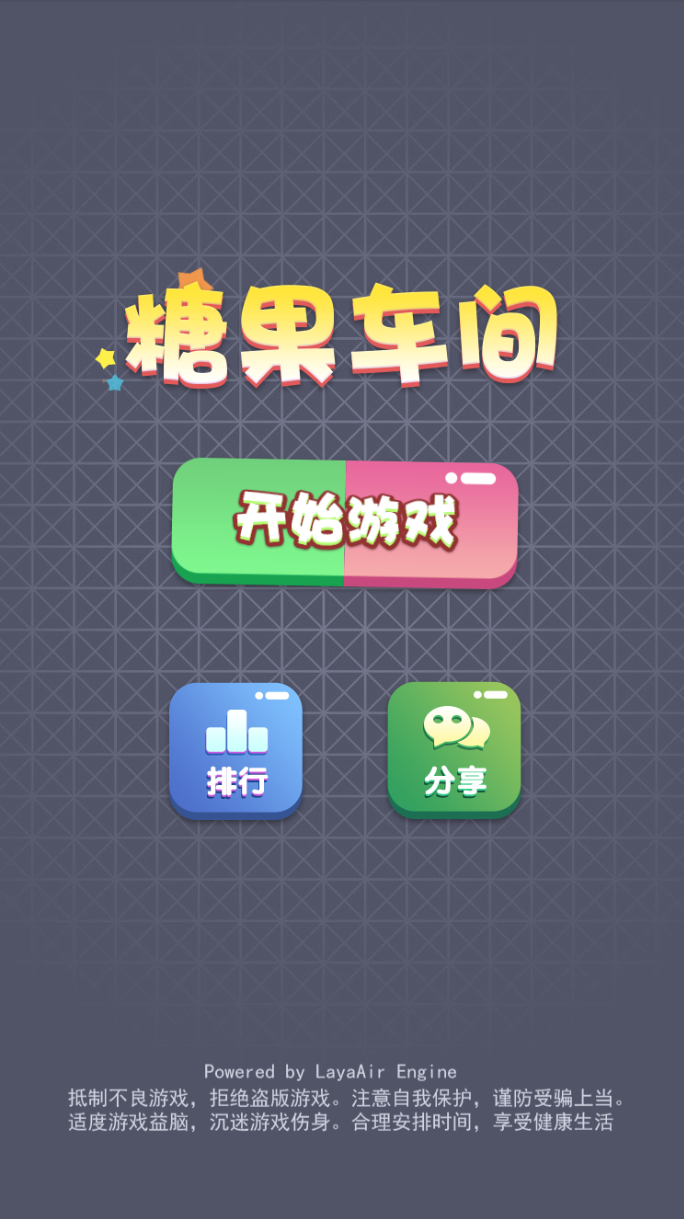 糖果车间
开始游戏
排行
分享
Powered by LayaAir Engine
抵制不良游戏，拒绝盗版游戏。注意自我保护，谨防受骗上当。
适度游戏益脑，沉迷游戏伤身。合理安排时间，享受健康生活